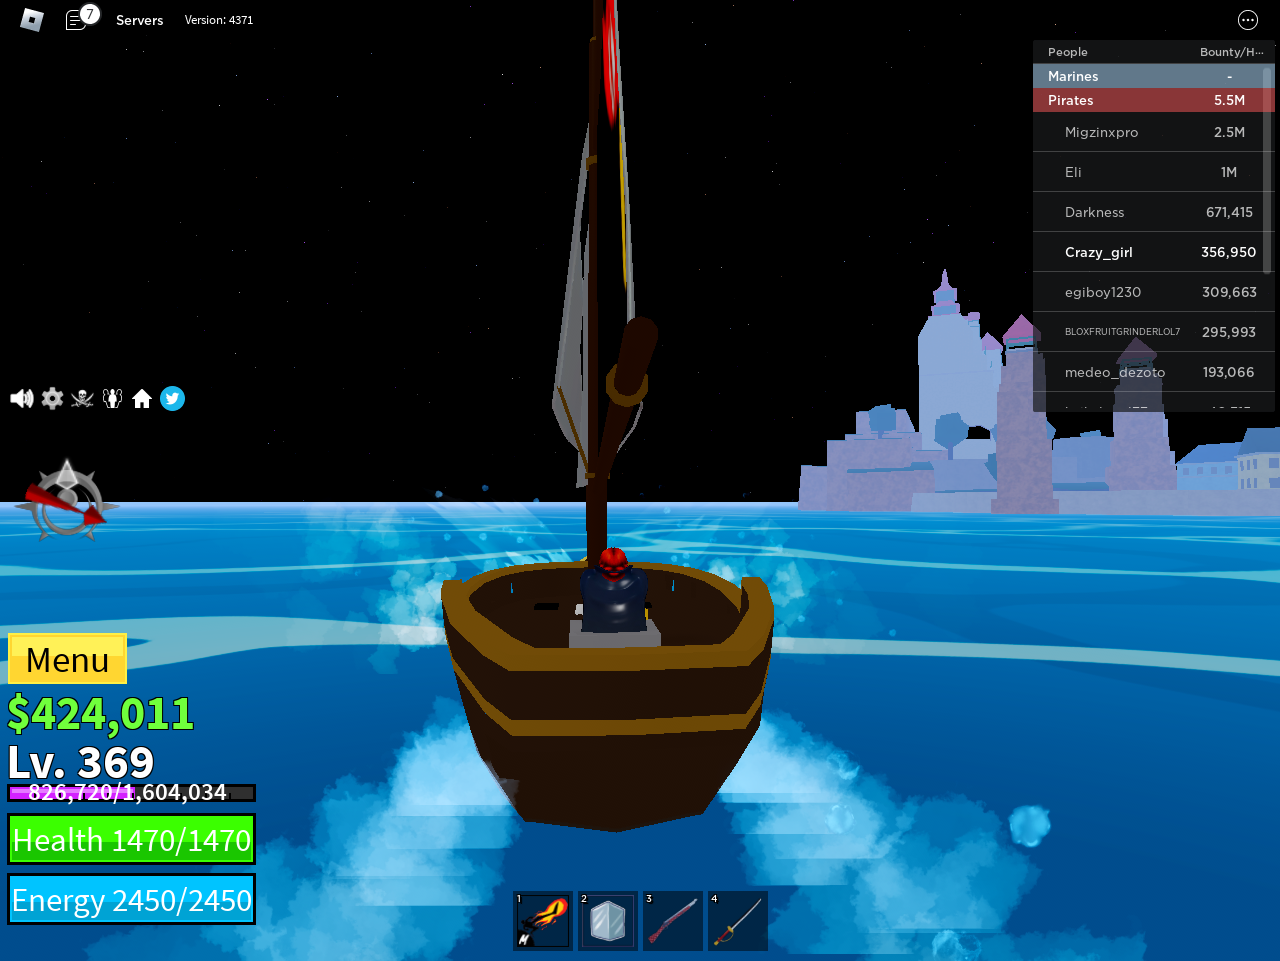 7
Servers
Version: 4371
People Bounty/H...
Marines -
Pirates 5.5M
Migzinxpro 2.5M
Eli 1M
Darkness 671,415
Crazy_girl 356,950
egiboy1230 309,663
BLOXFRUITGRINDERLOL7 295,993
medeo_dezoto 193,066
Menu
$424,011
Lv. 369
826,720/1,604,034
Health 1470/1470
Energy 2450/2450
1 2 3 4